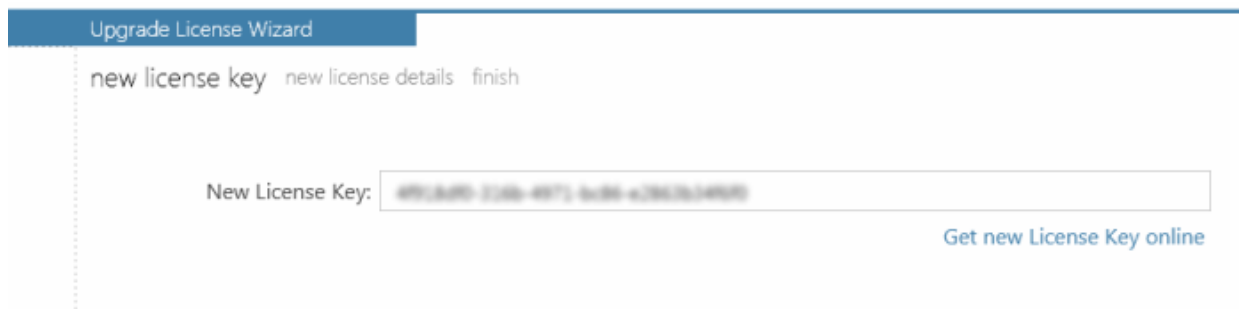 Upgrade License Wizard
new license key new license details finish
New License Key:
Get new License Key online